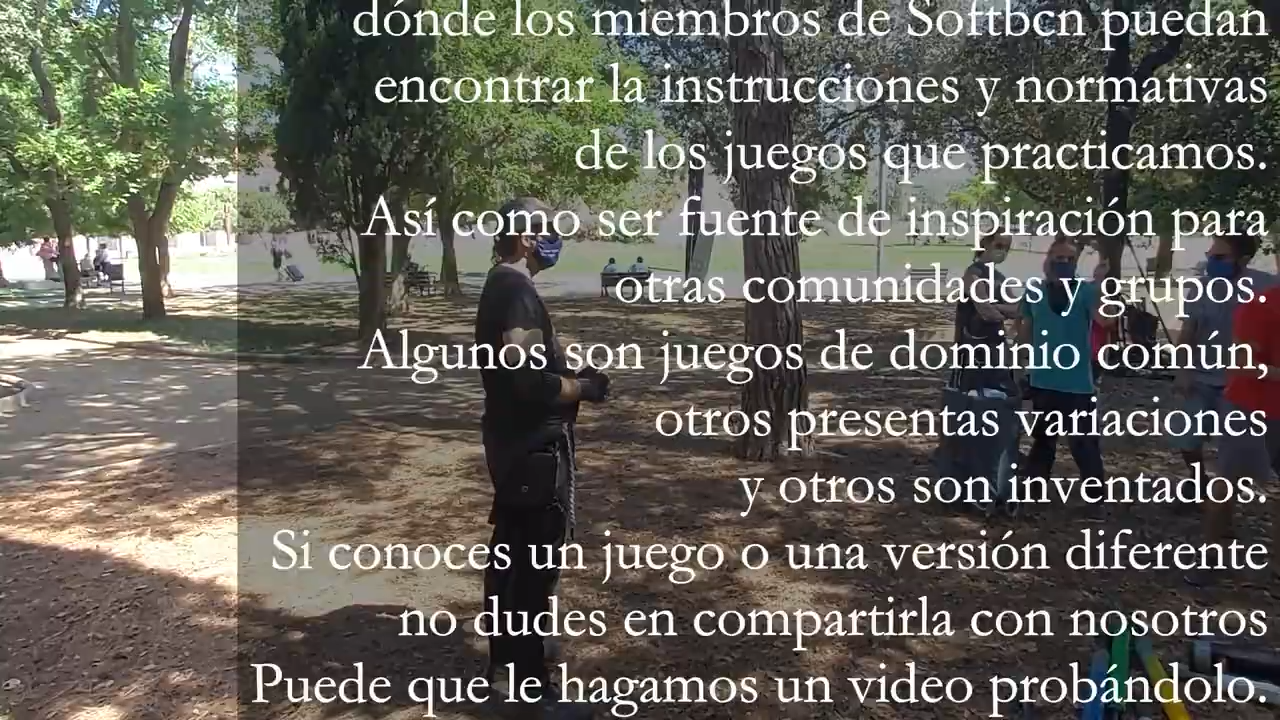 dónde los miembros de Softbcn puedan
encontrar la instrucciones y normativas
de los juegos que practicamos.
Así como ser fuente de inspiración para
otras comunidades y grupos.
Algunos son juegos de dominio común,
otros presentas variaciones
y otros son inventados.
Si conoces un juego o una versión diferente
no dudes en compartirla con nosotros
Puede que le hagamos un video probándolo.